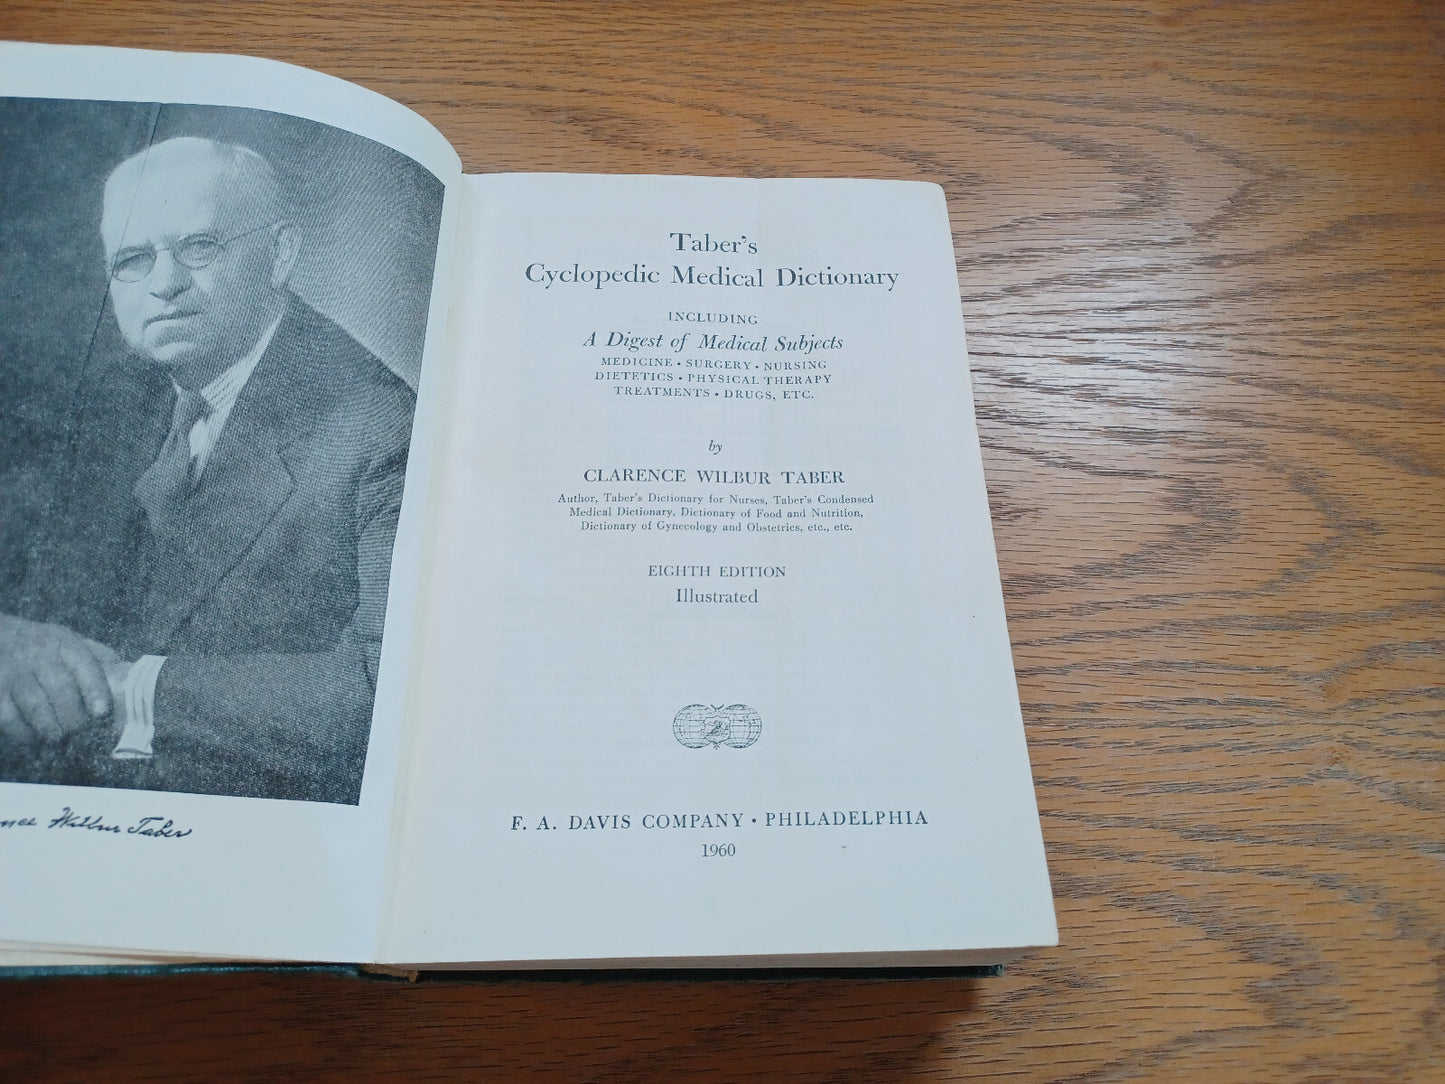 nce Wilbur Taber
Taber's
Cyclopedic Medical Dictionary
INCLUDING
A Digest of Medical Subjects
MEDICINE • SURGERY • NURSING
DIETETICS • PHYSICAL THERAPY
TREATMENTS • DRUGS, ETC.
by
CLARENCE WILBUR TABER
Author, Taber's Dictionary for Nurses, Taber's Condensed
Medical Dictionary, Dictionary of Food and Nutrition,
Dictionary of Gynecology and Obstetrics, etc., etc.
EIGHTH EDITION
Illustrated
F. A. DAVIS COMPANY • PHILADELPHIA
1960